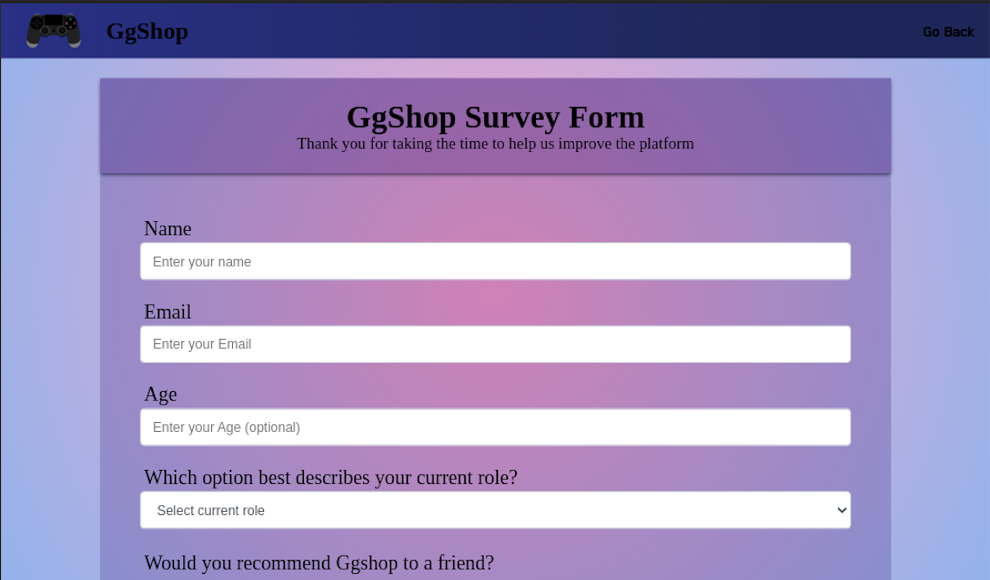 GgShop
Go Back
GgShop Survey Form
Thank you for taking the time to help us improve the platform
Name
Enter your name
Email
Enter your Email
Age
Enter your Age (optional)
Which option best describes your current role?
Select current role
Would you recommend Ggshop to a friend?